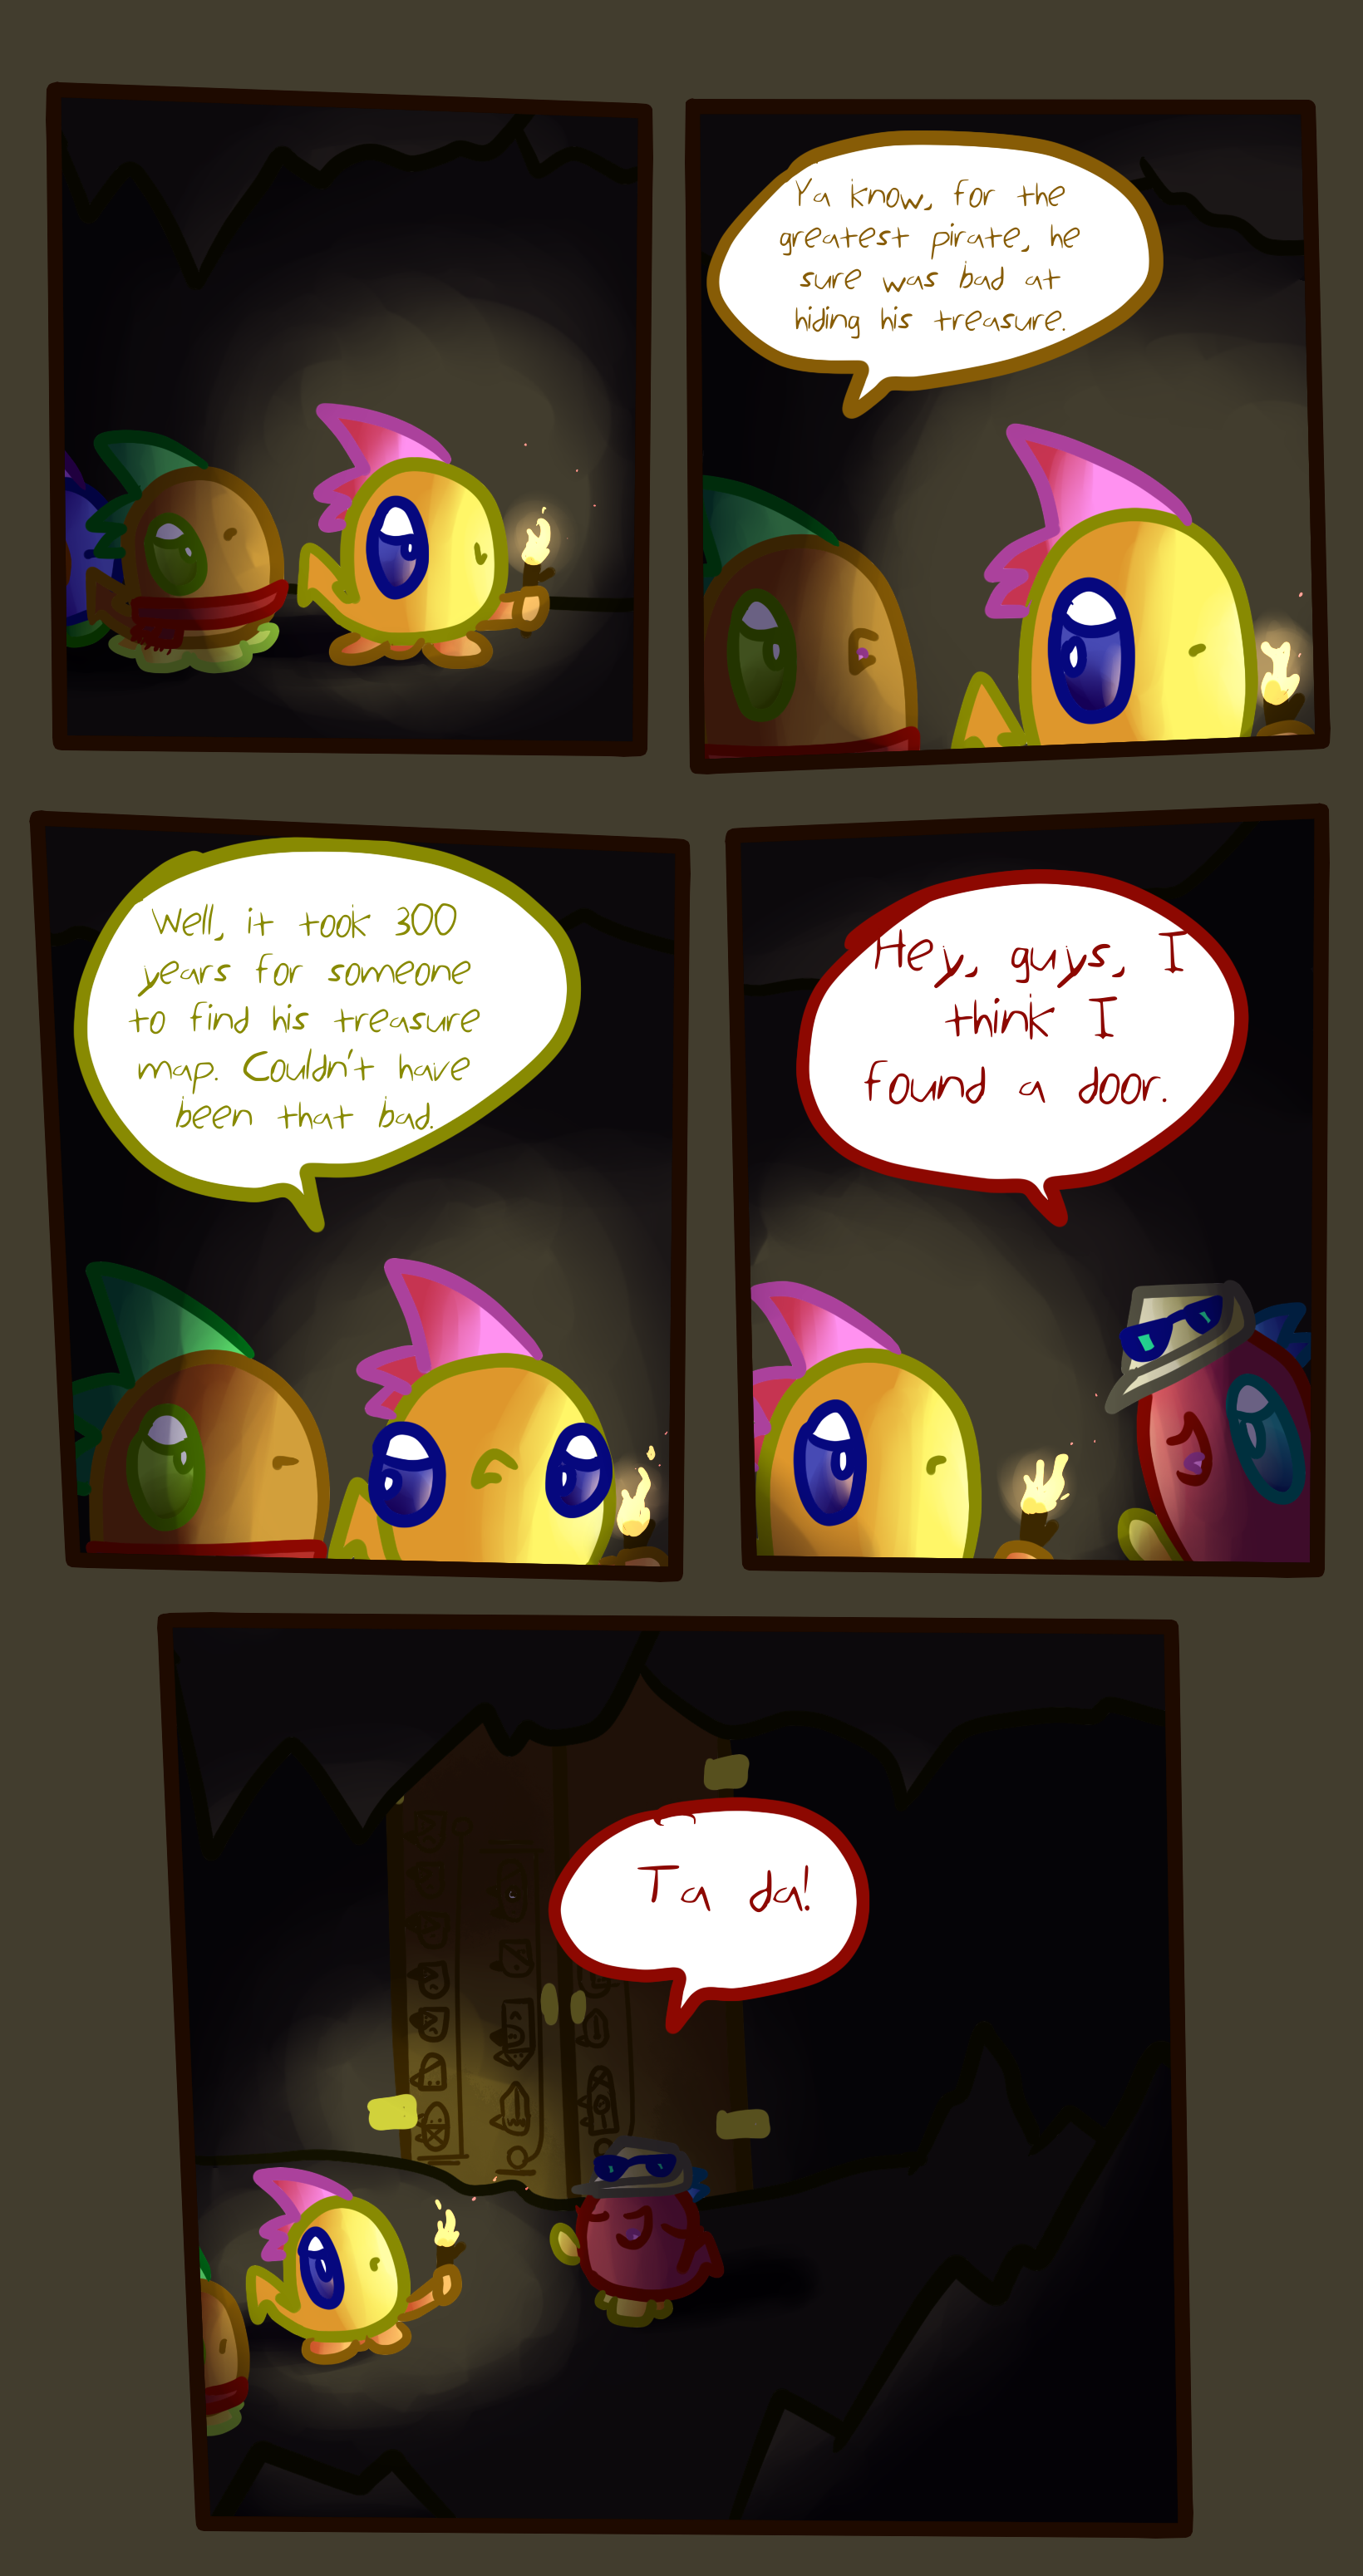 Ya know, for the
greatest pirate, he
sure was bad at
hiding his treasure.
Well, it took 300
years for someone
to find his treasure
map. Couldn't have
been that bad.
Hey, guys, I
think I
found a door.
Ta da!